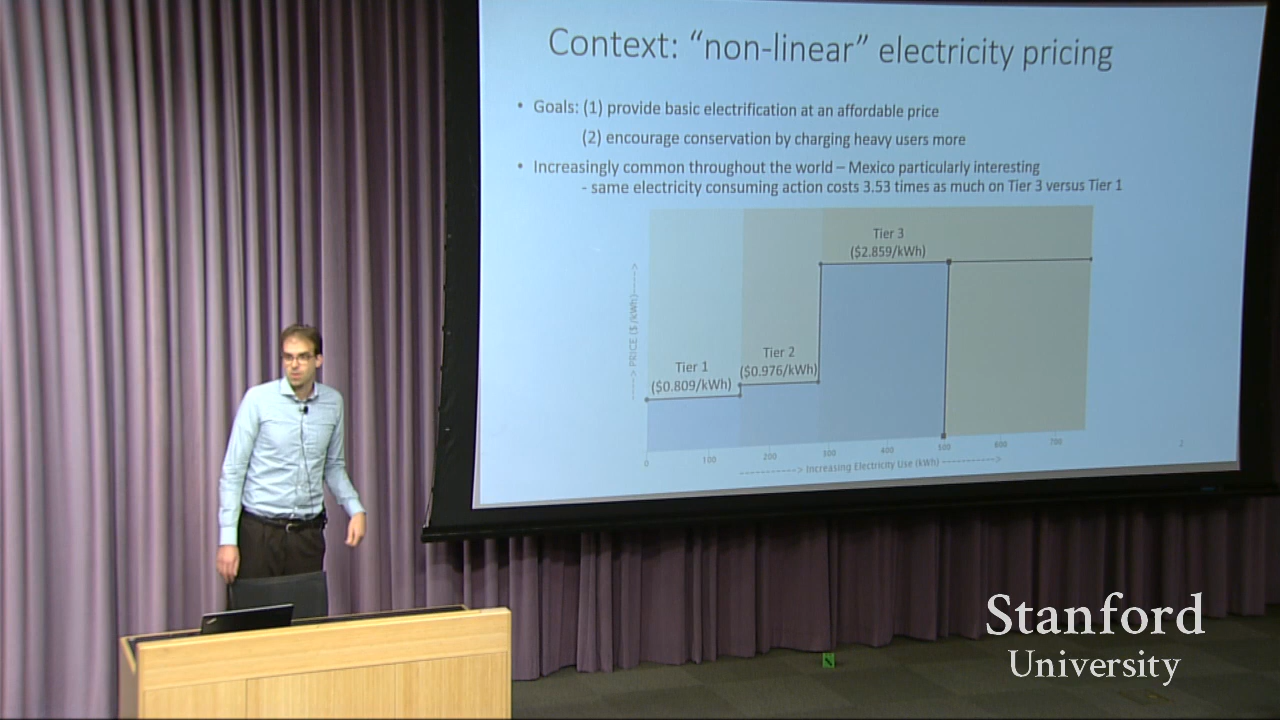 Context: “non-linear” electricity pricing
• Goals: (1) provide basic electrification at an affordable price
(2) encourage conservation by charging heavy users more
• Increasingly common throughout the world – Mexico particularly interesting
- same electricity consuming action costs 3.53 times as much on Tier 3 versus Tier 1
Tier 3
($2.859/kWh)
Tier 2
($0.976/kWh)
Tier 1
($0.809/kWh)
-----> PRICE ($ /kWh)----->
0 100 200 300 400 500 600 700
-----------> Increasing Electricity Use (kWh) ----------->
2
Stanford
University